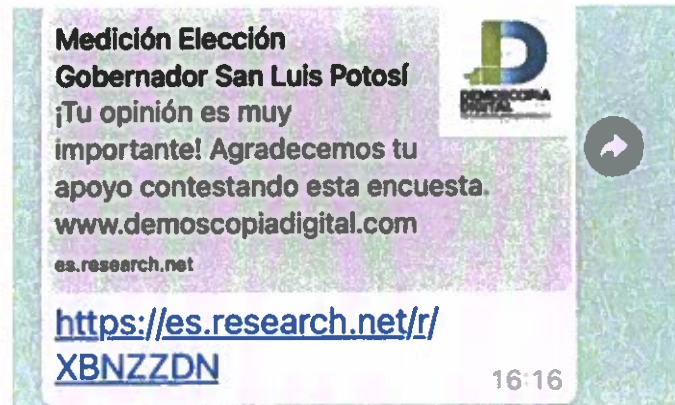 Medición Elección
Gobernador San Luis Potosí
¡Tu opinión es muy
importante! Agradecemos tu
apoyo contestando esta encuesta.
www.demoscopiadigital.com
es.research.net
DEMOSCOPIA
DIGITAL
https://es.research.net/r/
XBNZZDN
16:16